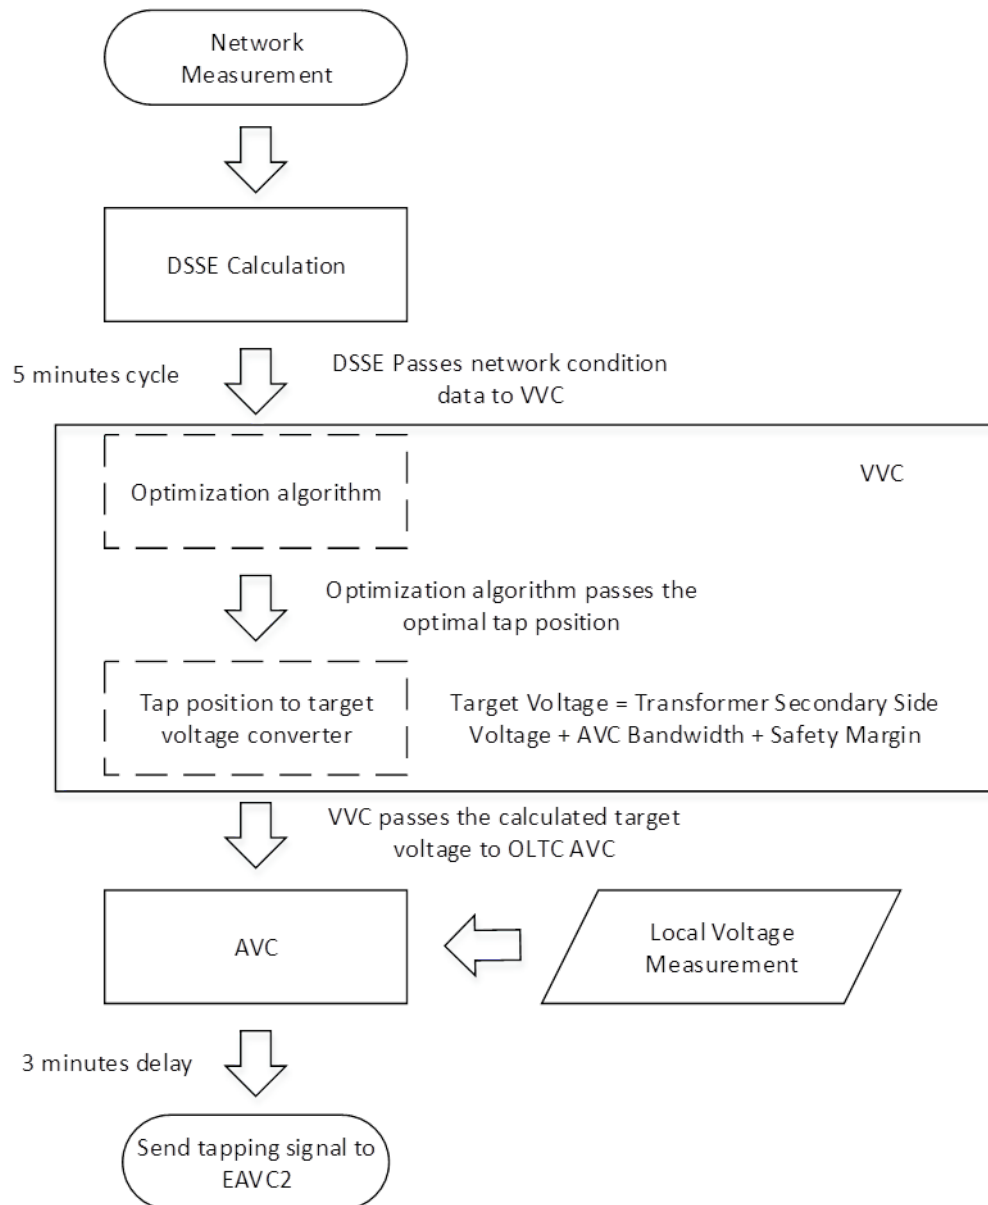 Network
Measurement
DSSE Calculation
5 minutes cycle
DSSE Passes network condition
data to VVC
Optimization algorithm
VVC
Optimization algorithm passes the
optimal tap position
Tap position to target
voltage converter
Target Voltage = Transformer Secondary Side
Voltage + AVC Bandwidth + Safety Margin
VVC passes the calculated target
voltage to OLTC AVC
AVC
Local Voltage
Measurement
3 minutes delay
Send tapping signal to
EAVC2